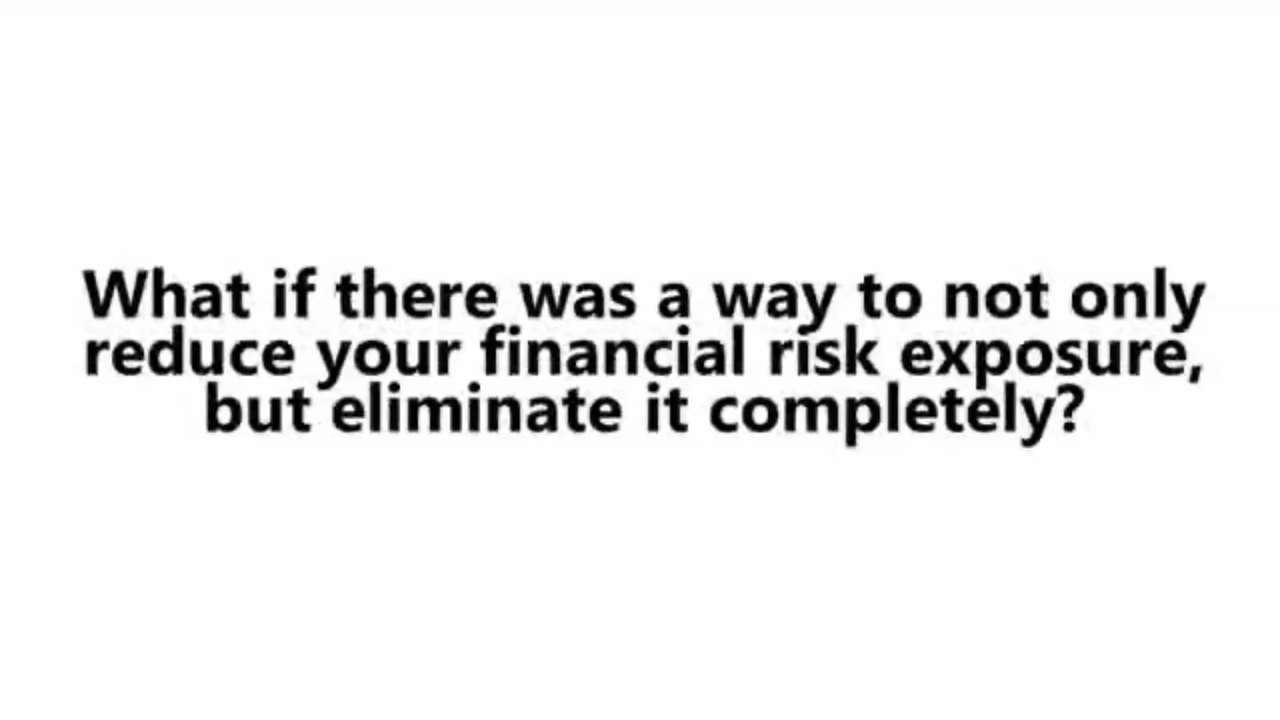 What if there was a way to not only
reduce your financial risk exposure,
but eliminate it completely?